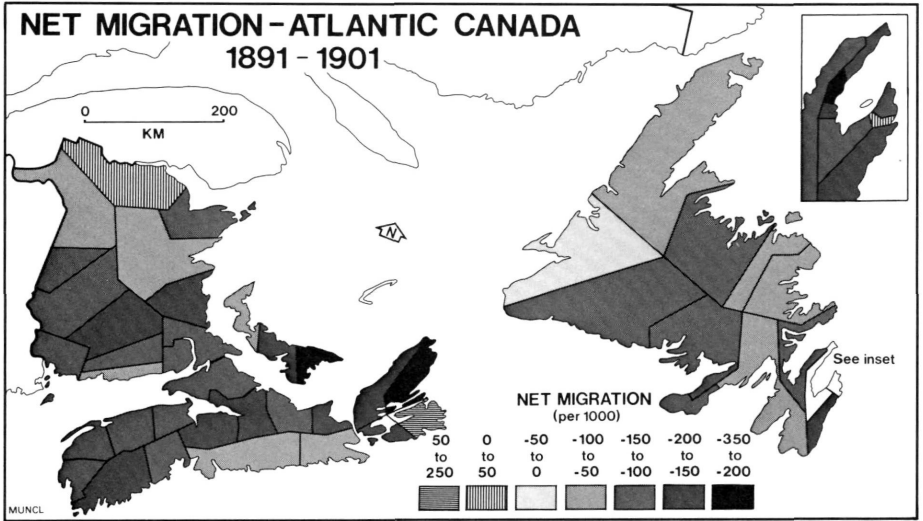 NET MIGRATION-ATLANTIC CANADA
1891-1901
0 200
KM
N
See inset
NET MIGRATION
(per 1000)
50 0 -50 -100 -150 -200 -350
to to to to to to to
250 50 0 -50 -100 -150 -200
MUNCL